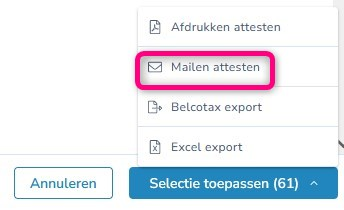 Afdrukken attesten
Mailen attesten
Belcotax export
Excel export
Annuleren
Selectie toepassen (61)